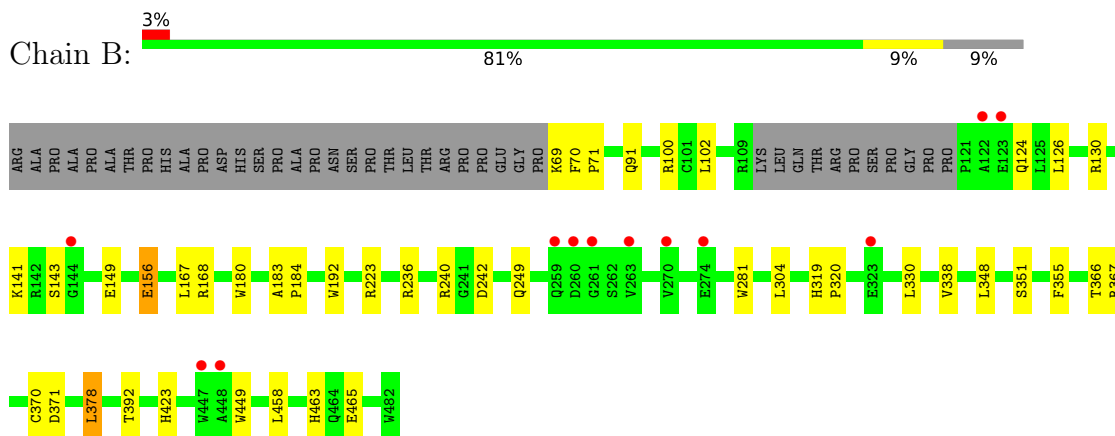 3%
Chain B:
81% 9% 9%
ARG ALA PRO ALA PRO ALA THR PRO HIS ALA PRO ASP HIS SER PRO ALA PRO ASN SER PRO THR LEU THR ARG PRO PRO GLU GLY PRO K69 F70 P71 Q91 R100 C101 L102 R109 LYS LEU GLN THR ARG PRO SER PRO GLY PRO PRO P121 A122 E123 Q124 L125 L126 R130
K141 R142 S143 G144 E149 E156 L167 R168 W180 A183 P184 W192 R223 R236 R240 G241 D242 Q249 Q259 D260 G261 S262 V263 V270 E274 W281 L304 H319 P320 E323 L330 V338 L348 S351 F355 T366 R367
C370 D371 L378 T392 H423 W447 A448 W449 L458 H463 Q464 E465 W482